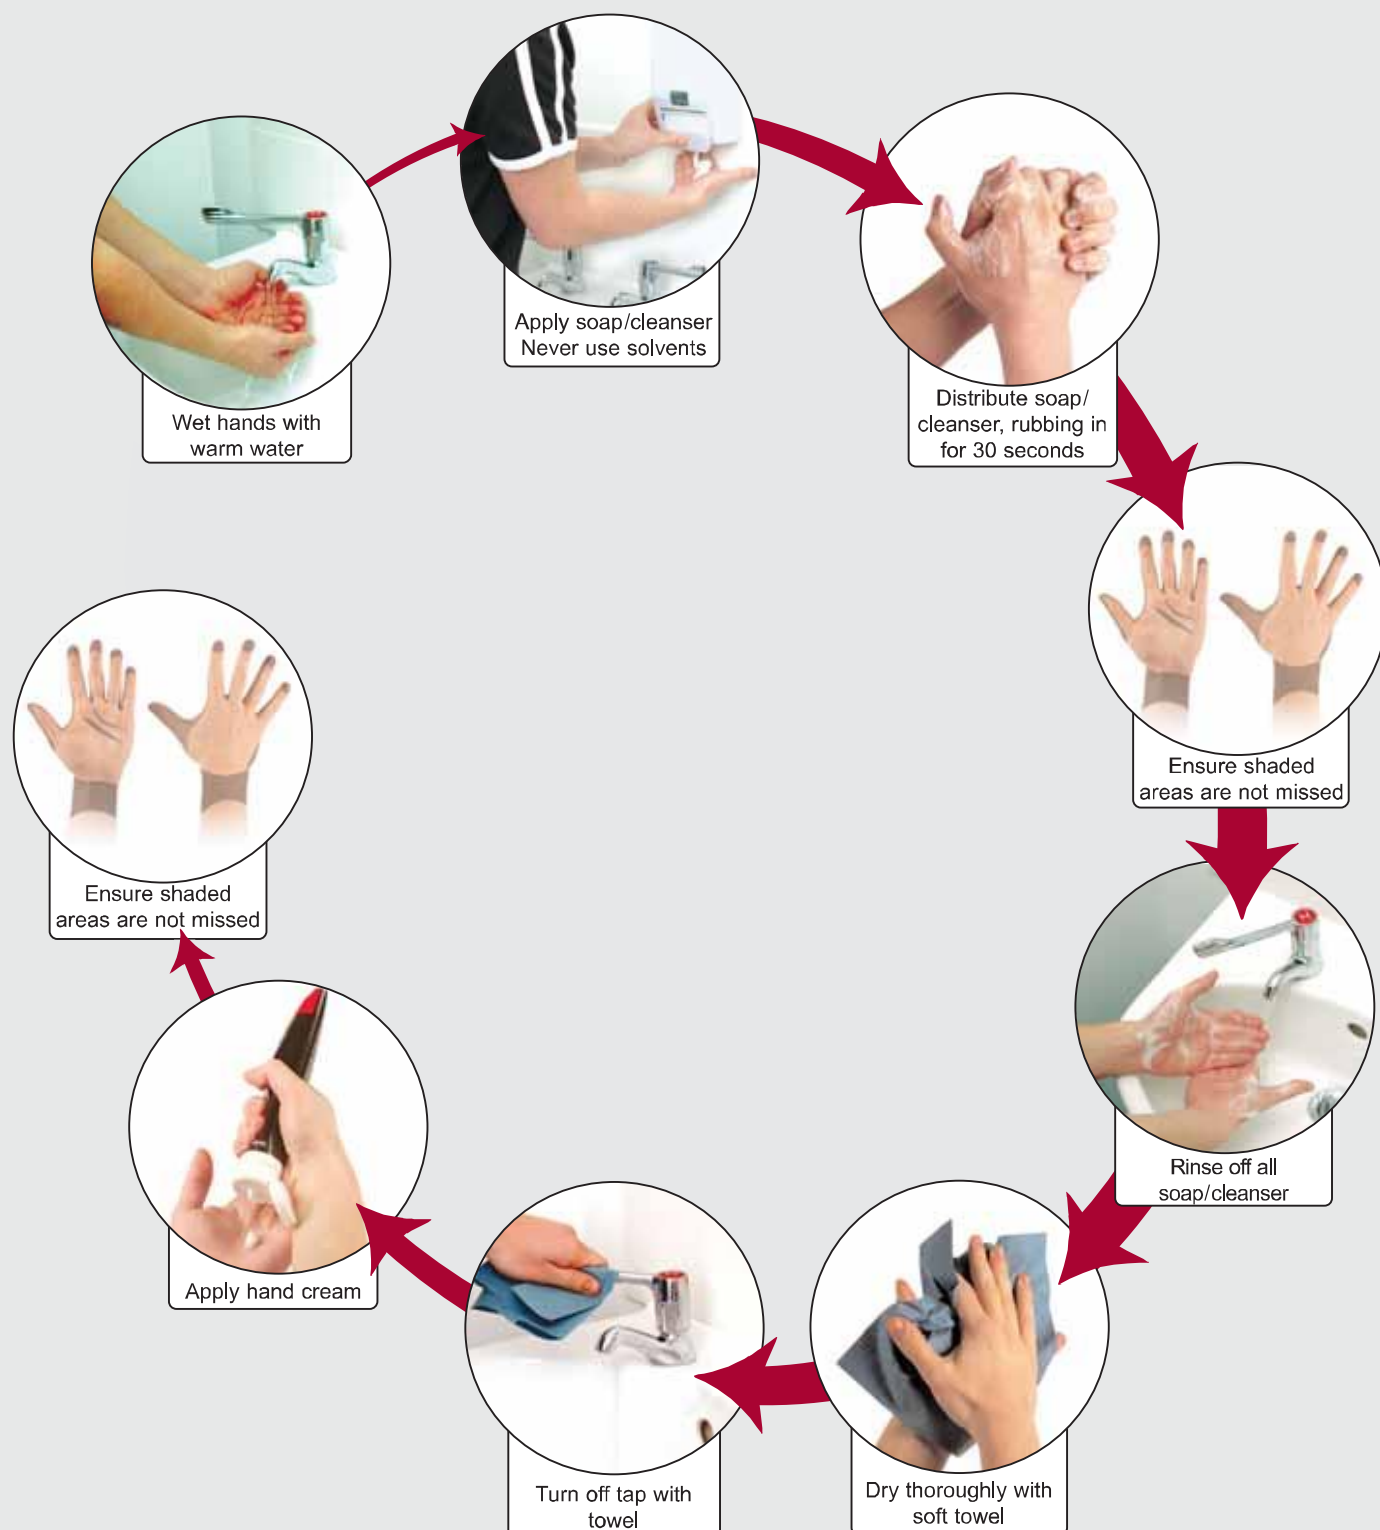 Wet hands with
warm water
Apply soap/cleanser
Never use solvents
Distribute soap/
cleanser, rubbing in
for 30 seconds
Ensure shaded
areas are not missed
Rinse off all
soap/cleanser
Dry thoroughly with
soft towel
Turn off tap with
towel
Apply hand cream
Ensure shaded
areas are not missed